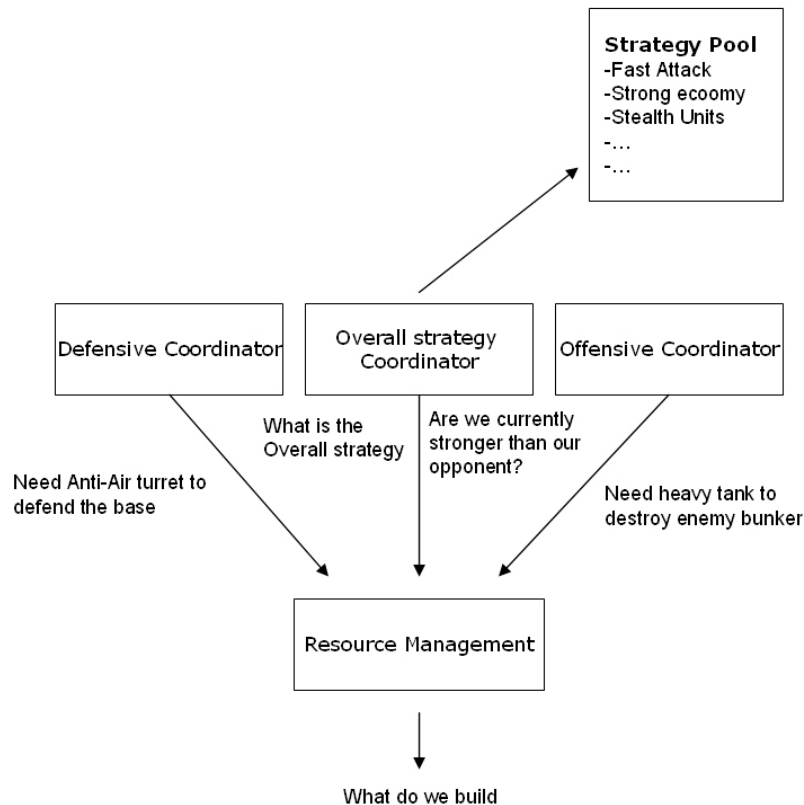 Strategy Pool
-Fast Attack
-Strong ecoomy
-Stealth Units
-...
-...
Defensive Coordinator
Overall strategy
Coordinator
Offensive Coordinator
What is the
Overall strategy
Are we currently
stronger than our
opponent?
Need Anti-Air turret to
defend the base
Need heavy tank to
destroy enemy bunker
Resource Management
What do we build